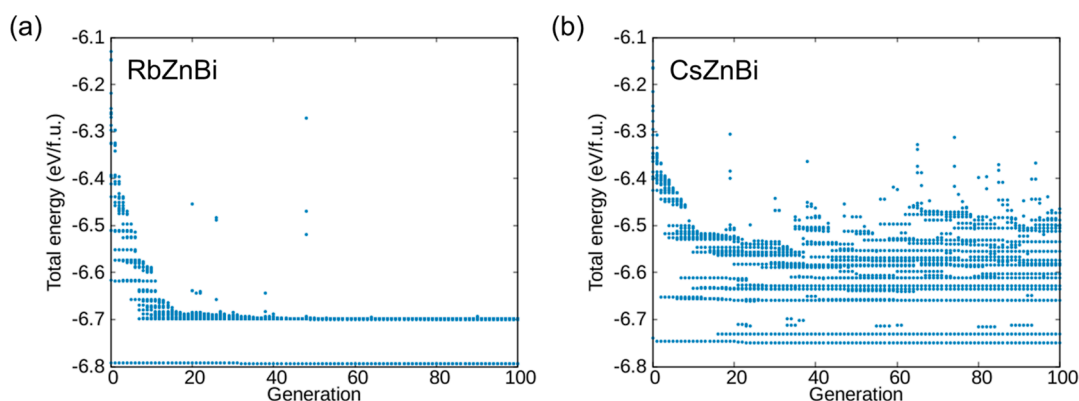 (a)
-6.1
-6.2
-6.3
-6.4
-6.5
-6.6
-6.7
-6.8
Total energy (eV/f.u.)
RbZnBi
0 20 40 60 80 100
Generation
(b)
-6.1
-6.2
-6.3
-6.4
-6.5
-6.6
-6.7
-6.8
Total energy (eV/f.u.)
CsZnBi
0 20 40 60 80 100
Generation